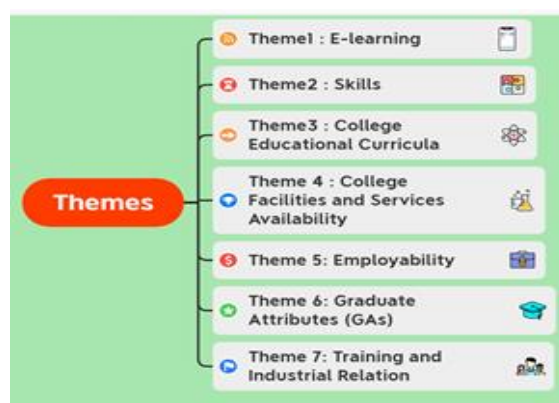 Themes
Theme1 : E-learning
Theme2 : Skills
Theme3 : College
Educational Curricula
Theme 4 : College
Facilities and Services
Availability
Theme 5: Employability
Theme 6: Graduate
Attributes (GAs)
Theme 7: Training and
Industrial Relation